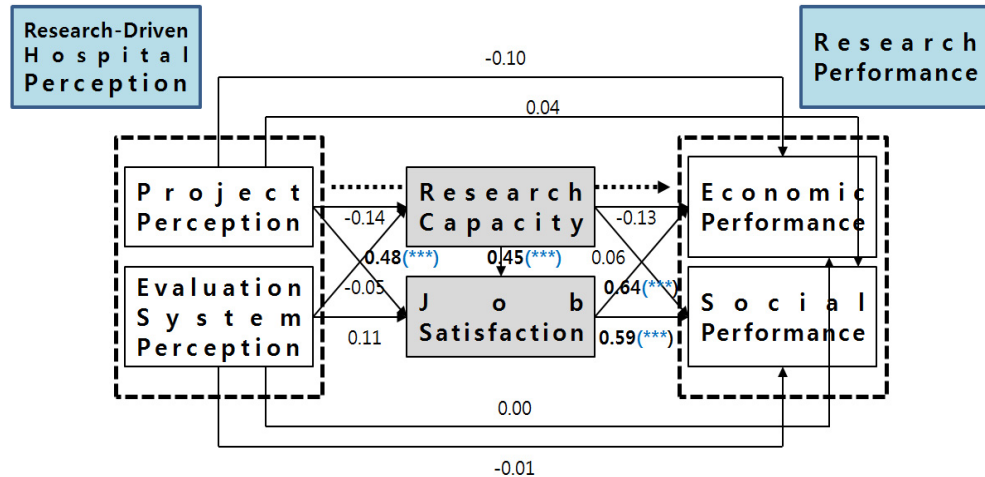 Research-Driven
Hospital
Perception
Research
Performance
-0.10
0.04
Project
Perception
Research
Capacity
Economic
Performance
-0.14
-0.13
0.48(***)
0.45(***)
0.06
-0.05
0.64(***)
Evaluation
System
Perception
Job
Satisfaction
Social
Performance
0.11
0.59(***)
0.00
-0.01